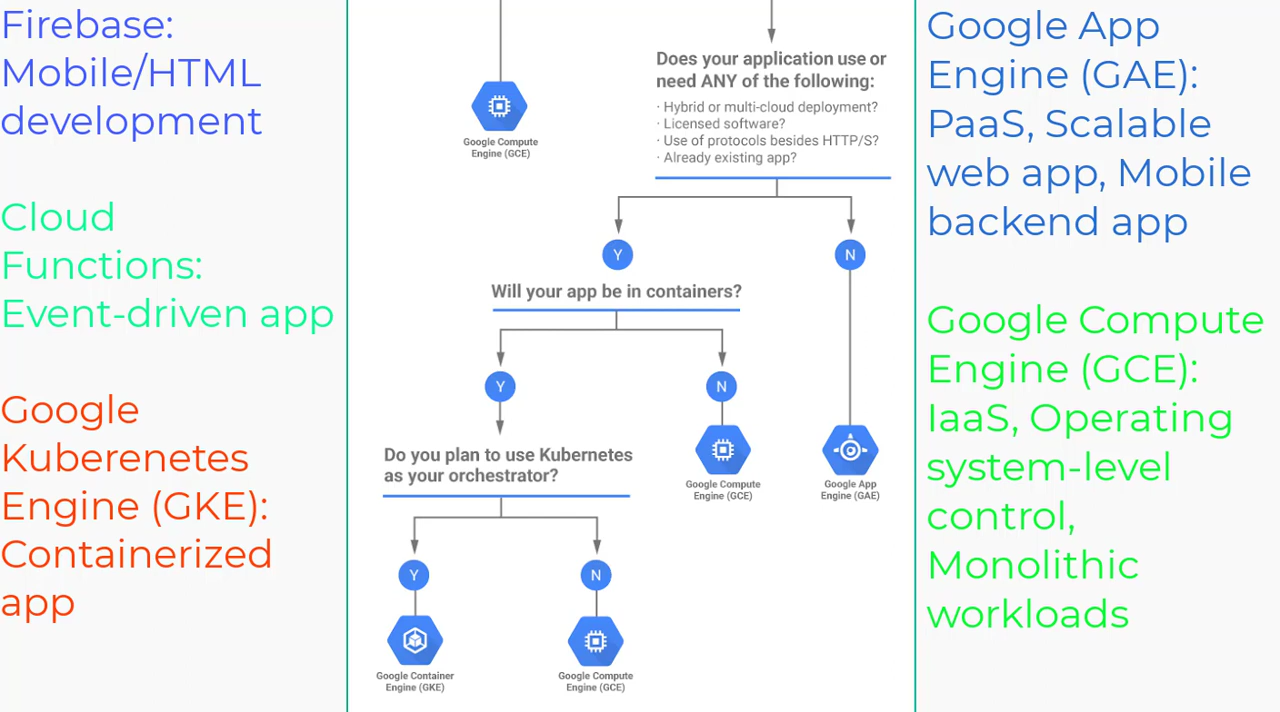 Firebase:
Mobile/HTML
development
Cloud
Functions:
Event-driven app
Google
Kuberenetes
Engine (GKE):
Containerized
app
Google Compute
Engine (GCE)
Does your application use or
need ANY of the following:
· Hybrid or multi-cloud deployment?
· Licensed software?
· Use of protocols besides HTTP/S?
· Already existing app?
Y
N
Will your app be in containers?
Y
N
Do you plan to use Kubernetes
as your orchestrator?
Google Compute
Engine (GCE)
Google App
Engine (GAE)
Y
N
Google Container
Engine (GKE)
Google Compute
Engine (GCE)
Google App
Engine (GAE):
PaaS, Scalable
web app, Mobile
backend app
Google Compute
Engine (GCE):
IaaS, Operating
system-level
control,
Monolithic
workloads